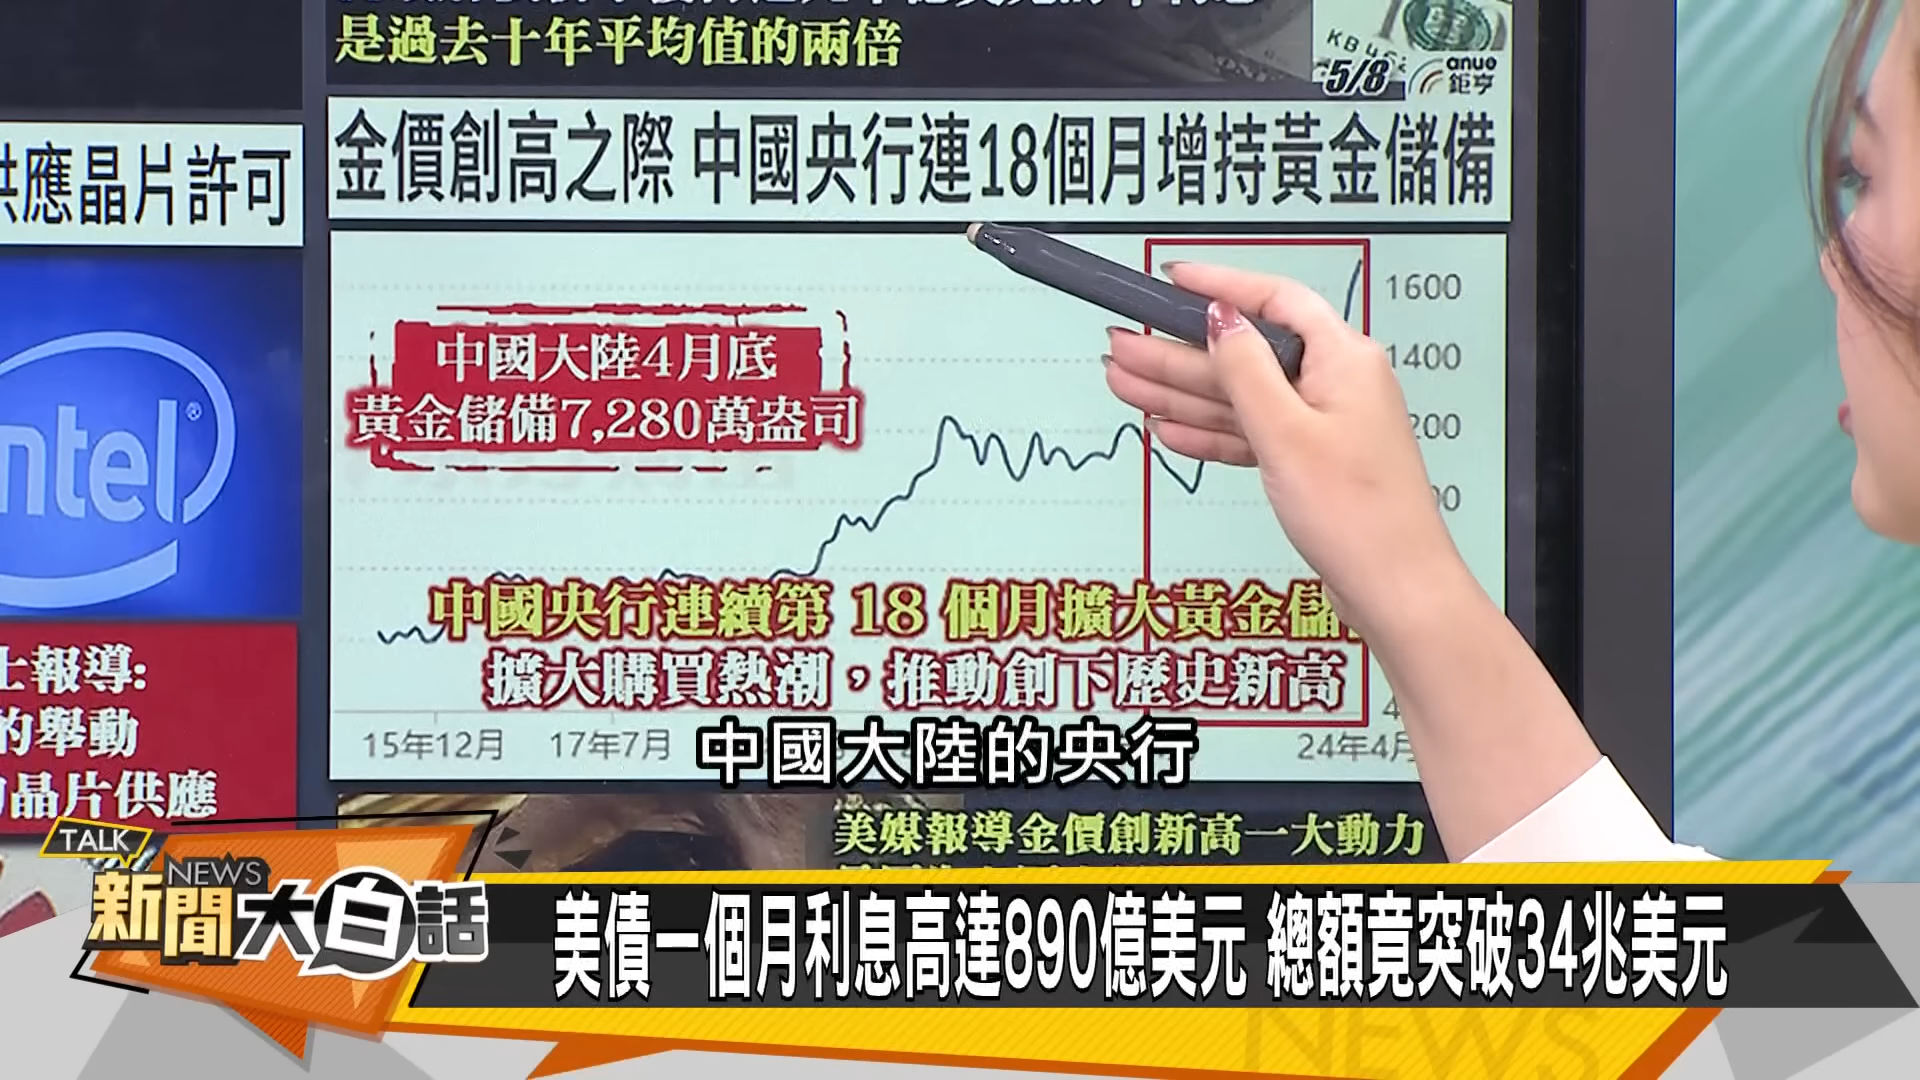 是過去十年平均值的兩倍
5/8
anue
鉅亨
金價創高之際 中國央行連18個月增持黃金儲備
供應晶片許可
1600
1400
中國大陸4月底
黃金儲備7,280萬盎司
intel
中國央行連續第 18 個月擴大黃金儲
擴大購買熱潮，推動創下歷史新高
報導:
的舉動
晶片供應
15年12月
17年7月
24年4月
中國大陸的央行
美媒報導金價創新高一大動力
TALK
NEWS
新聞大白話
美債一個月利息高達890億美元 總額竟突破34兆美元
NEWS